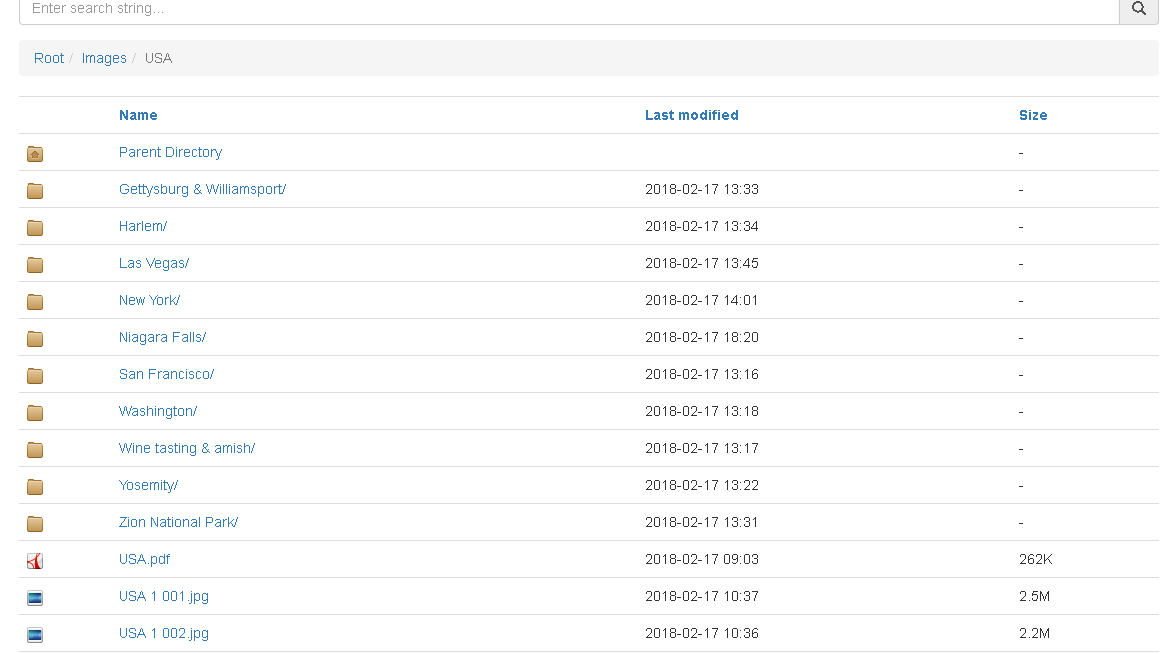 Enter search string...
Root / Images / USA
Name Last modified Size
Parent Directory -
Gettysburg & Williamsport/ 2018-02-17 13:33 -
Harlem/ 2018-02-17 13:34 -
Las Vegas/ 2018-02-17 13:45 -
New York/ 2018-02-17 14:01 -
Niagara Falls/ 2018-02-17 18:20 -
San Francisco/ 2018-02-17 13:16 -
Washington/ 2018-02-17 13:18 -
Wine tasting & amish/ 2018-02-17 13:17 -
Yosemity/ 2018-02-17 13:22 -
Zion National Park/ 2018-02-17 13:31 -
USA.pdf 2018-02-17 09:03 262K
USA 1 001.jpg 2018-02-17 10:37 2.5M
USA 1 002.jpg 2018-02-17 10:36 2.2M